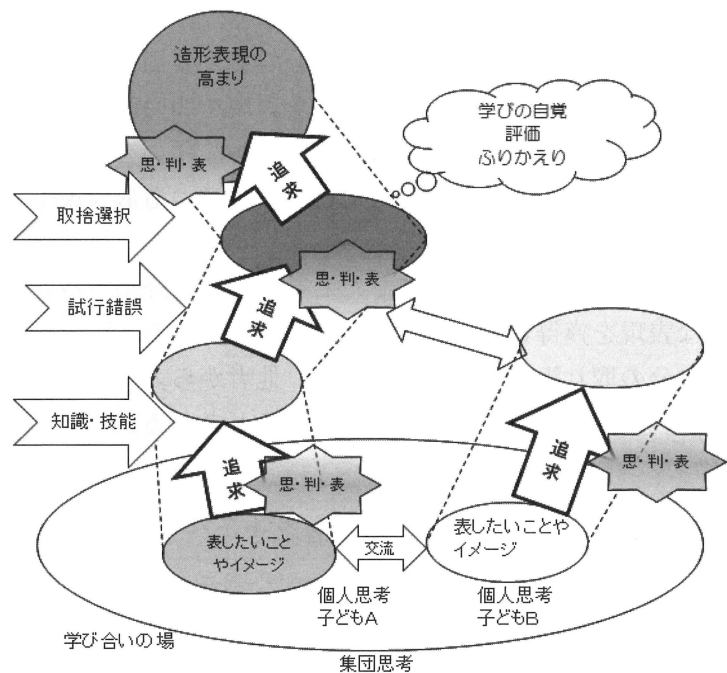 造形表現の
高まり
学びの自覚
評価
ふりかえり
思・判・表
追求
取捨選択
思・判・表
試行錯誤
追求
知識・技能
追求
思・判・表
追求
思・判・表
表したいこと
やイメージ
交流
表したいことや
イメージ
個人思考
子どもA
個人思考
子どもB
学び合いの場
集団思考